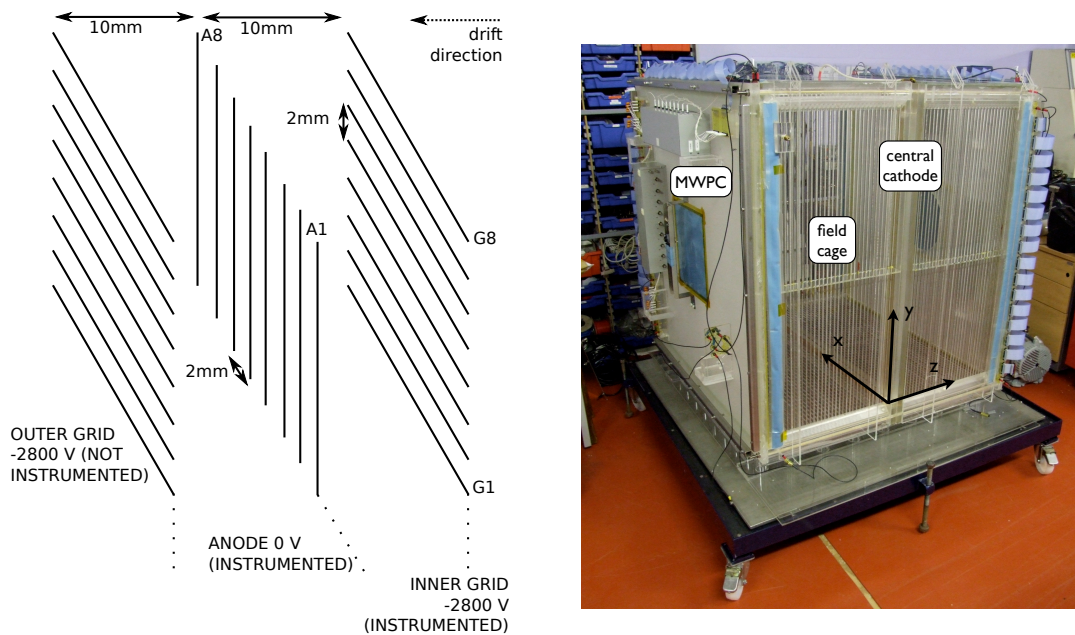 10mm
10mm
A8
drift
direction
2mm
A1
G8
2mm
OUTER GRID
-2800 V (NOT
INSTRUMENTED)
G1
ANODE 0 V
(INSTRUMENTED)
INNER GRID
-2800 V
(INSTRUMENTED)
MWPC
central
cathode
field
cage
y
x
z